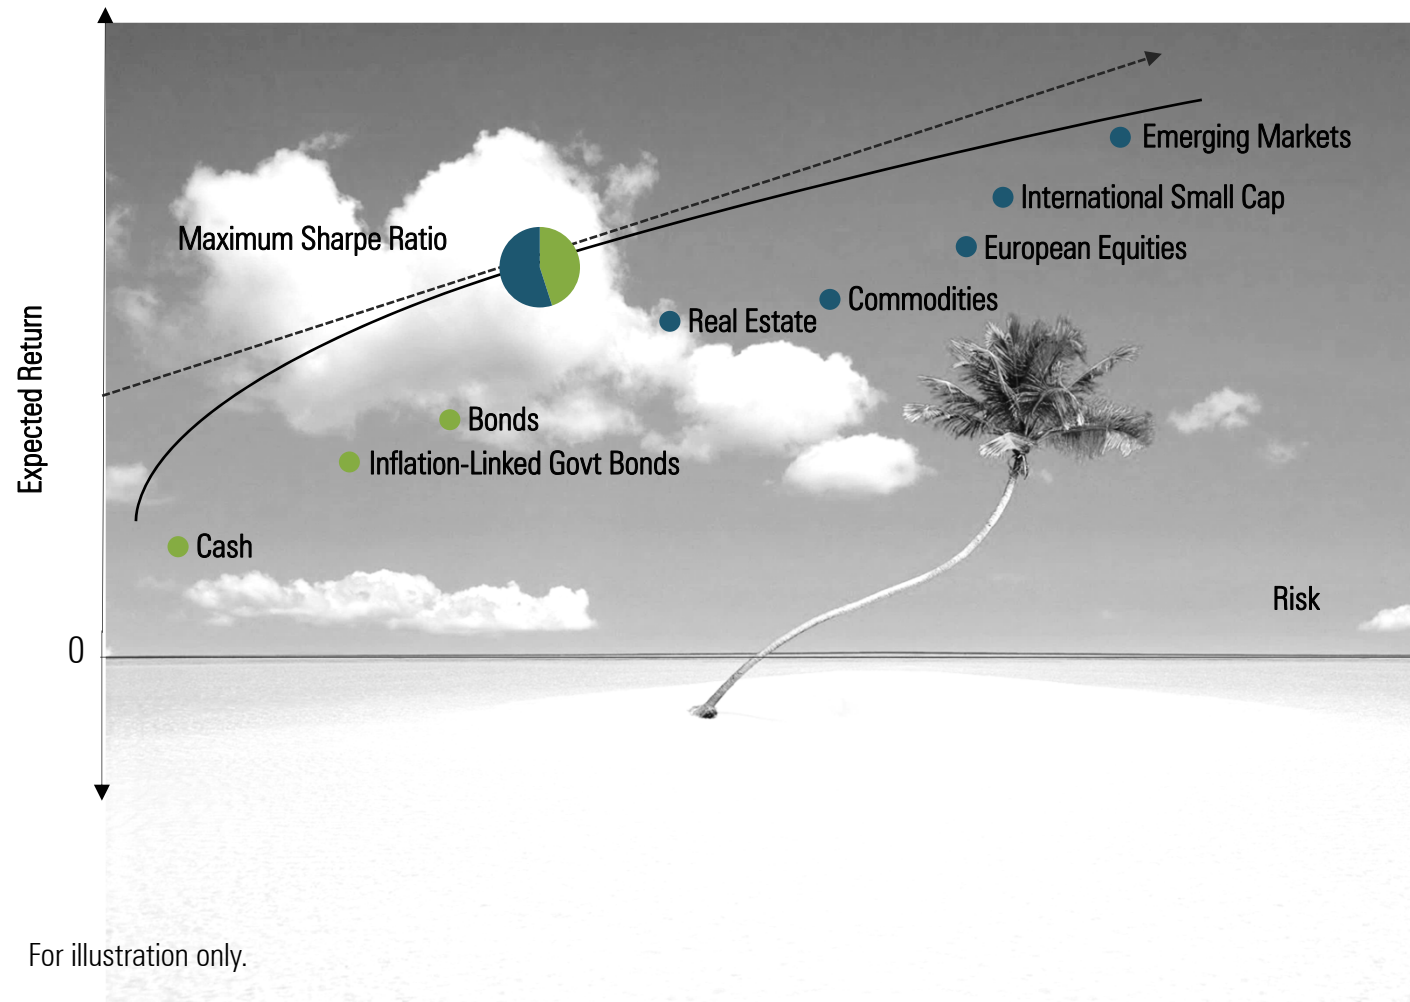 Emerging Markets
International Small Cap
Maximum Sharpe Ratio
European Equities
Commodities
Real Estate
Expected Return
Bonds
Inflation-Linked Govt Bonds
Cash
Risk
0
For illustration only.